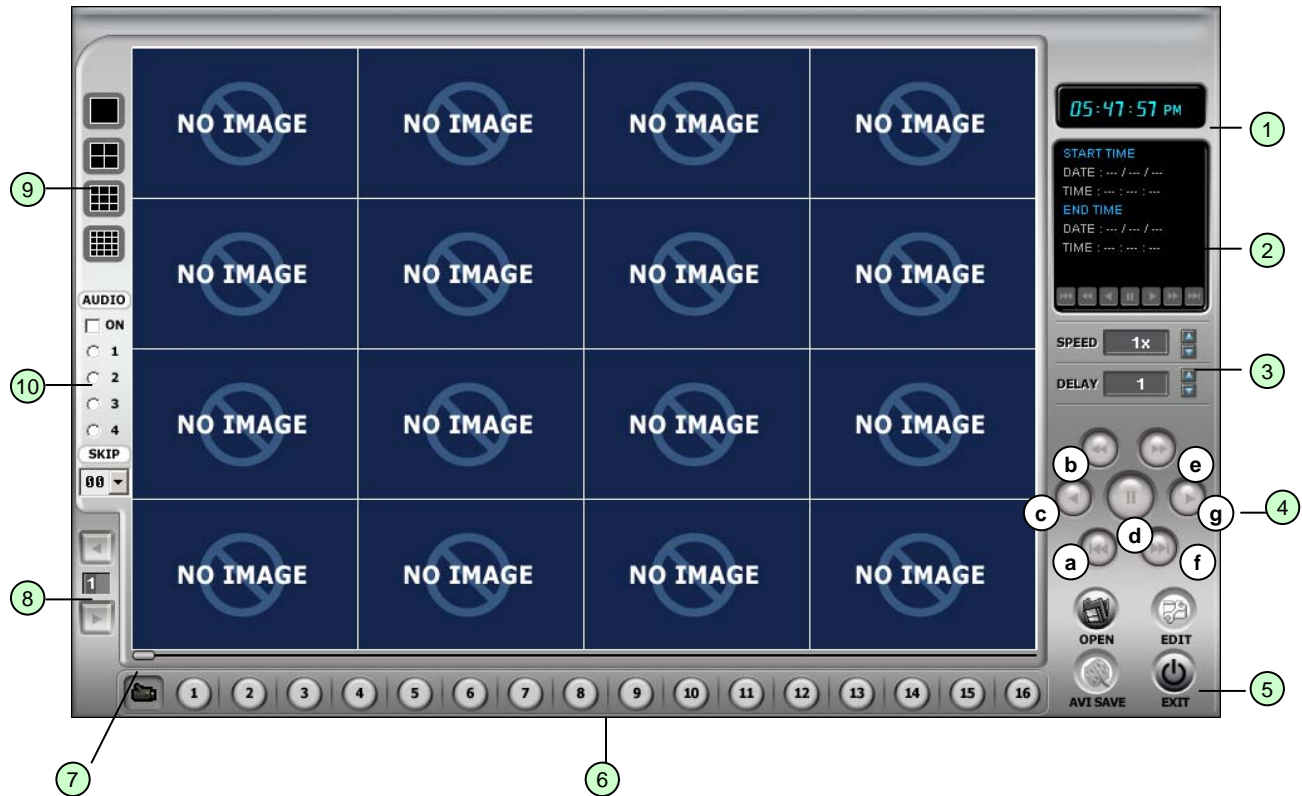 NO IMAGE NO IMAGE NO IMAGE NO IMAGE
NO IMAGE NO IMAGE NO IMAGE NO IMAGE
NO IMAGE NO IMAGE NO IMAGE NO IMAGE
NO IMAGE NO IMAGE NO IMAGE NO IMAGE
9
AUDIO
ON
1
2
3
4
10
SKIP
00
1
8
05:47:57 PM
1
START TIME
DATE : --- / --- / ---
TIME : --- : --- : ---
END TIME
DATE : --- / --- / ---
TIME : --- : --- : ---
2
SPEED 1x
DELAY 1
3
b e
c d g
4
a f
OPEN EDIT
AVI SAVE EXIT
5
1 2 3 4 5 6 7 8 9 10 11 12 13 14 15 16
7 6